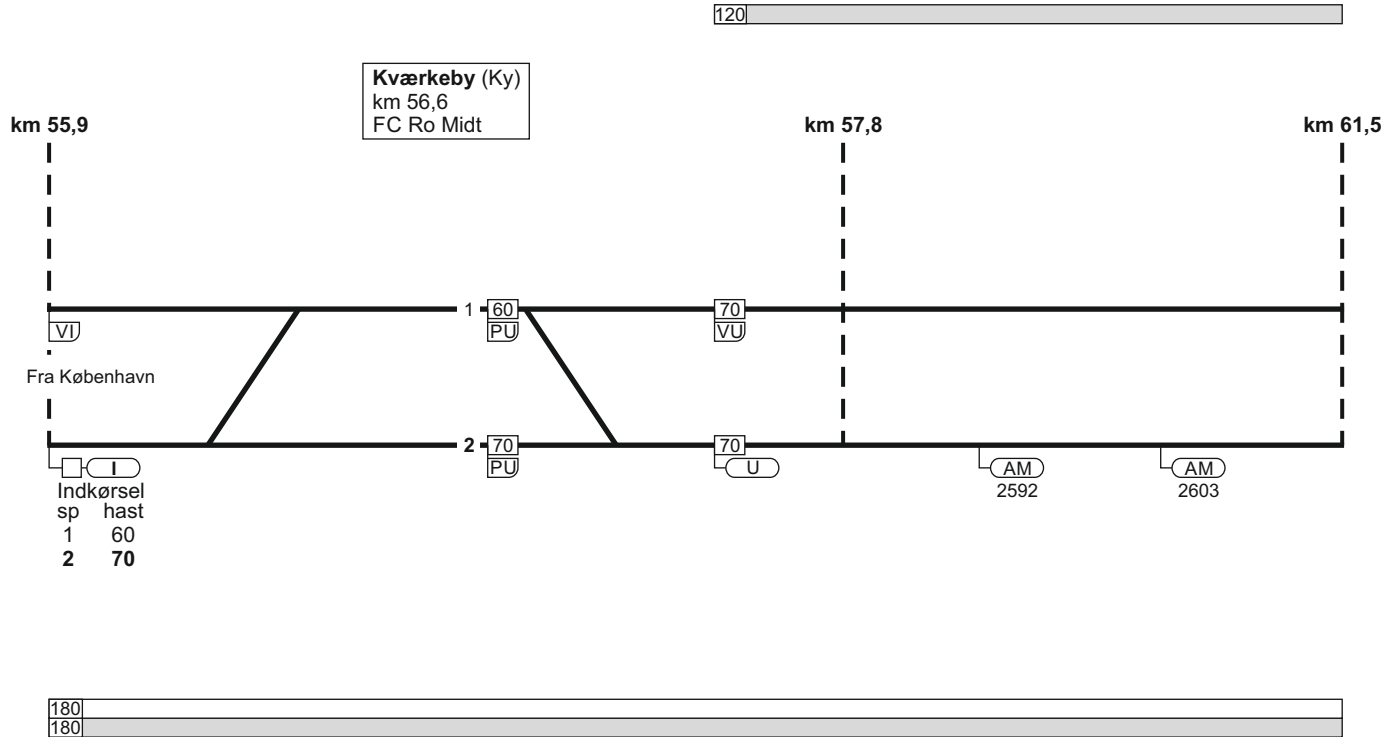 120
Kværkeby (Ky)
km 56,6
FC Ro Midt
km 55,9
km 57,8
km 61,5
1 60 70
VI PU VU
Fra København
2 70 70
I PU U AM AM
2592 2603
Indkørsel
sp hast
1 60
2 70
180
180